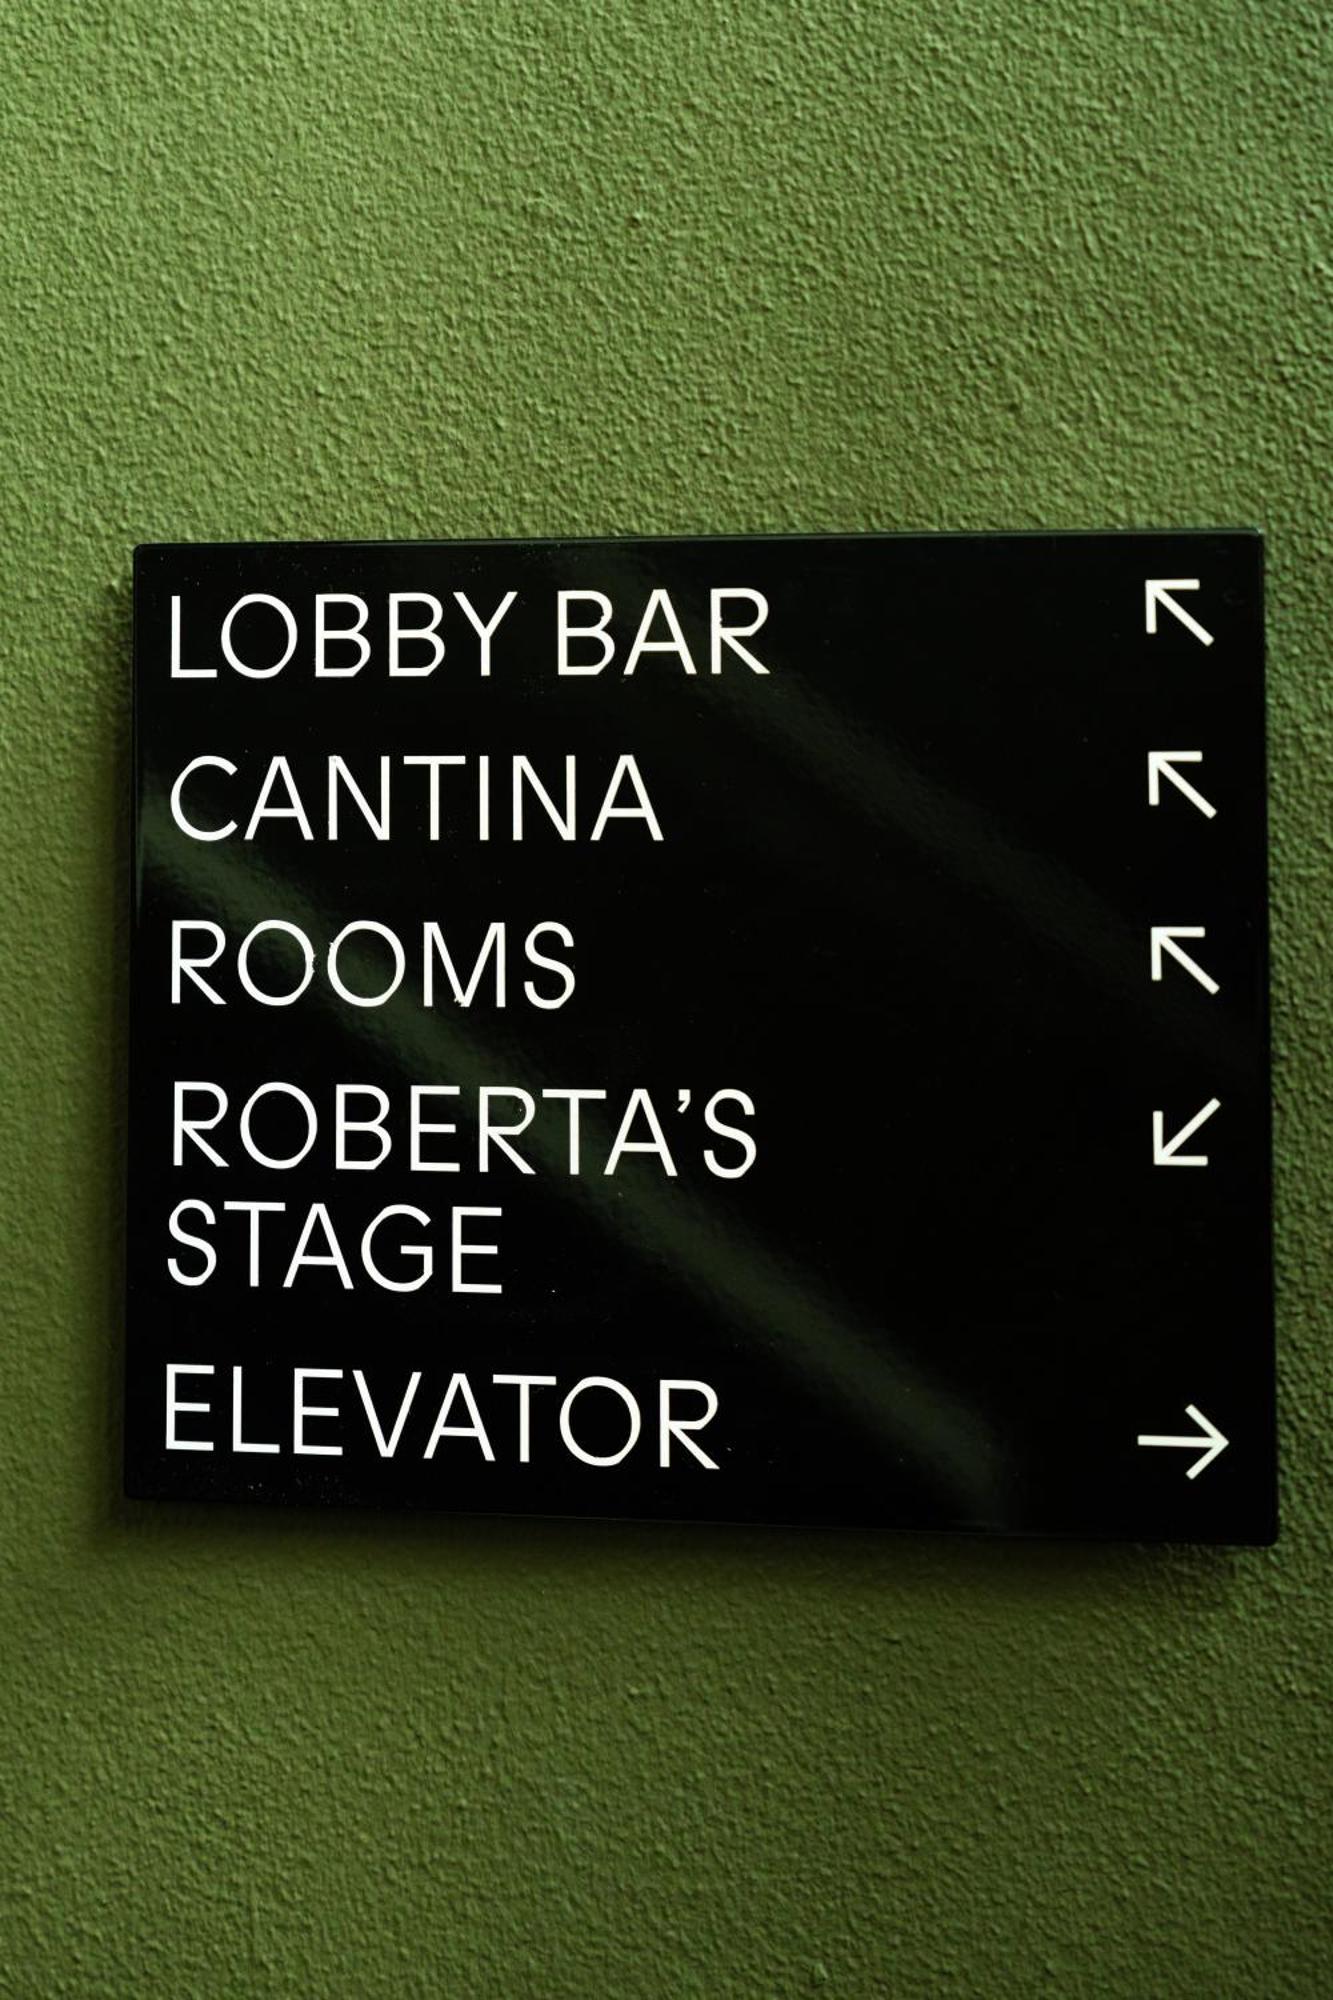 LOBBY BAR ↖
CANTINA ↖
ROOMS ↖
ROBERTA’S ↙
STAGE
ELEVATOR →